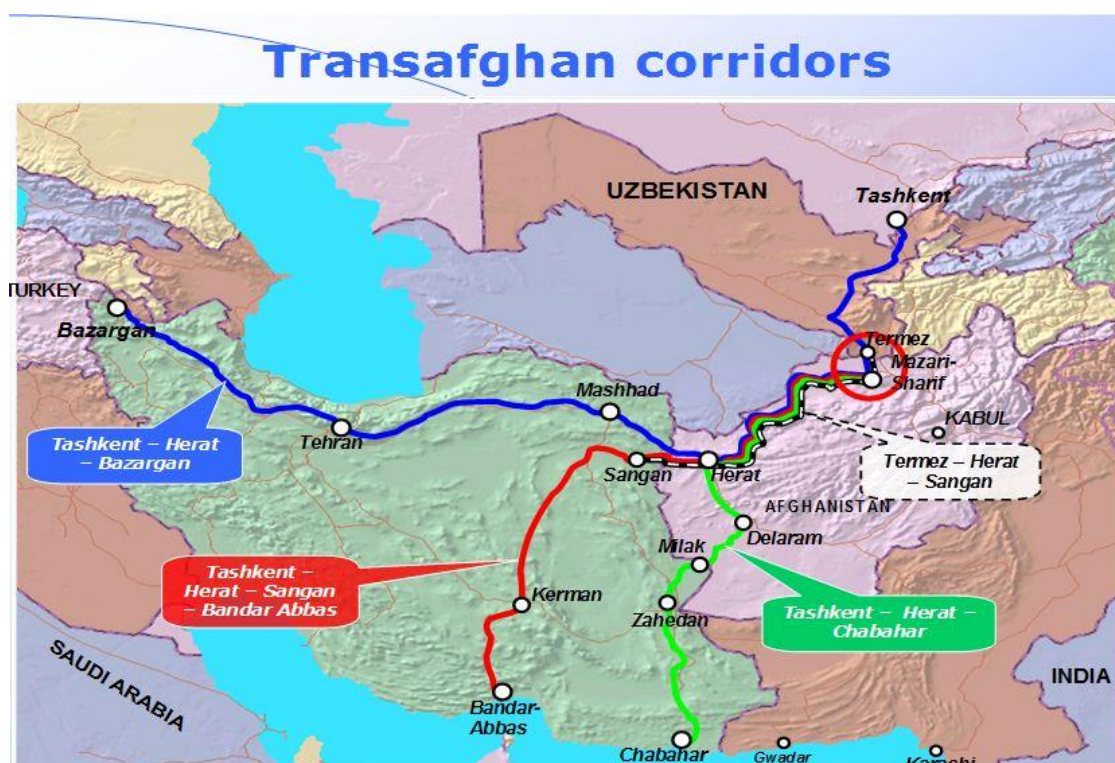 Transafghan corridors
UZBEKISTAN
Tashkent
TURKEY
Bazargan
Termez
Mazari-
Sharif
Mashhad
KABUL
Tehran
Tashkent – Herat
– Bazargan
Sangan
Herat
Termez – Herat
– Sangan
AFGHANISTAN
Delaram
Milak
Tashkent –
Herat – Sangan
– Bandar Abbas
Kerman
Zahedan
Tashkent – Herat –
Chabahar
SAUDI ARABIA
INDIA
Bandar-
Abbas
Chabahar
Gwadar
Karachi